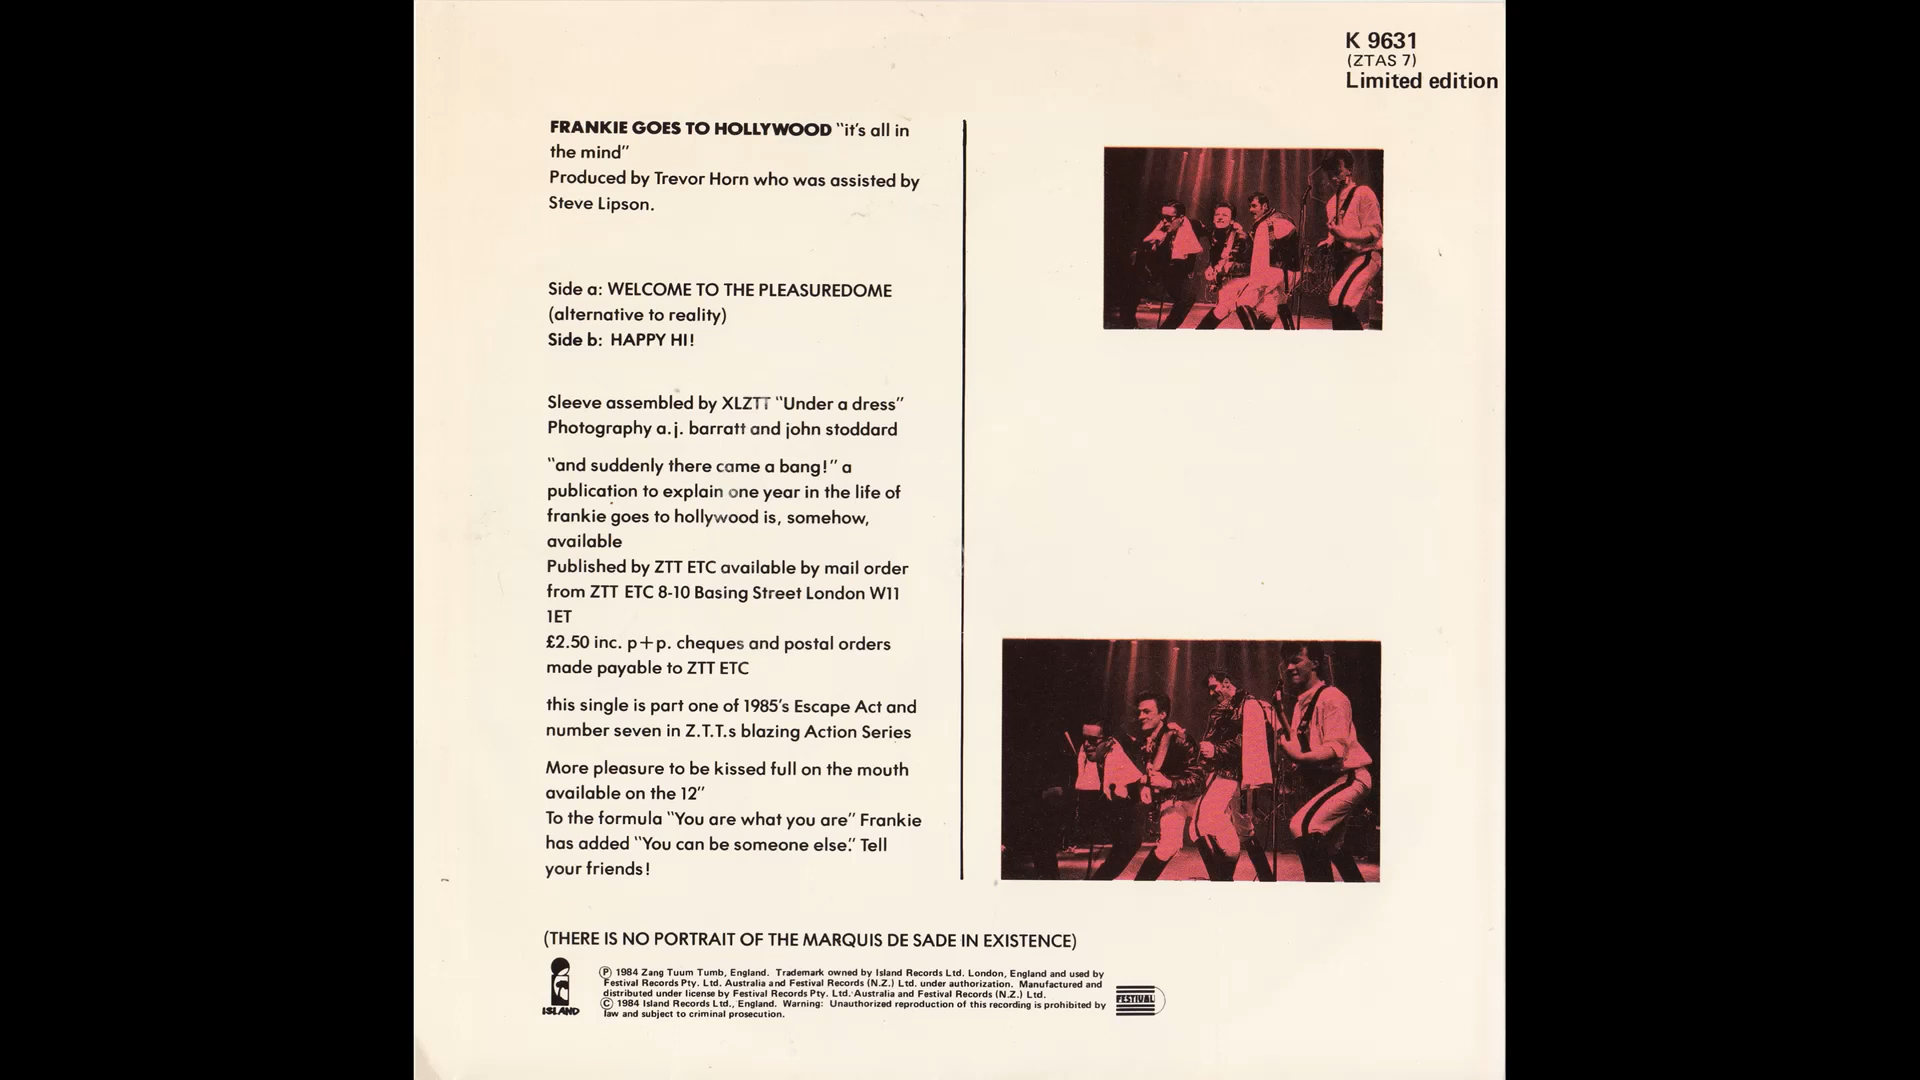 K 9631
(ZTAS 7)
Limited edition
FRANKIE GOES TO HOLLYWOOD “it’s all in
the mind”
Produced by Trevor Horn who was assisted by
Steve Lipson.
Side a: WELCOME TO THE PLEASUREDOME
(alternative to reality)
Side b: HAPPY HI!
Sleeve assembled by XLZTT “Under a dress”
Photography a.j. barratt and john stoddard
“and suddenly there came a bang!” a
publication to explain one year in the life of
frankie goes to hollywood is, somehow,
available
Published by ZTT ETC available by mail order
from ZTT ETC 8-10 Basing Street London W11
1ET
£2.50 inc. p+p. cheques and postal orders
made payable to ZTT ETC
this single is part one of 1985’s Escape Act and
number seven in Z.T.T.s blazing Action Series
More pleasure to be kissed full on the mouth
available on the 12”
To the formula “You are what you are” Frankie
has added “You can be someone else.” Tell
your friends!
(THERE IS NO PORTRAIT OF THE MARQUIS DE SADE IN EXISTENCE)
ISLAND
Ⓟ 1984 Zang Tuum Tumb, England. Trademark owned by Island Records Ltd. London, England and used by
Festival Records Pty. Ltd. Australia and Festival Records (N.Z.) Ltd. under authorization. Manufactured and
distributed under license by Festival Records Pty. Ltd. Australia and Festival Records (N.Z.) Ltd.
© 1984 Island Records Ltd., England. Warning: Unauthorized reproduction of this recording is prohibited by
law and subject to criminal prosecution.
FESTIVAL